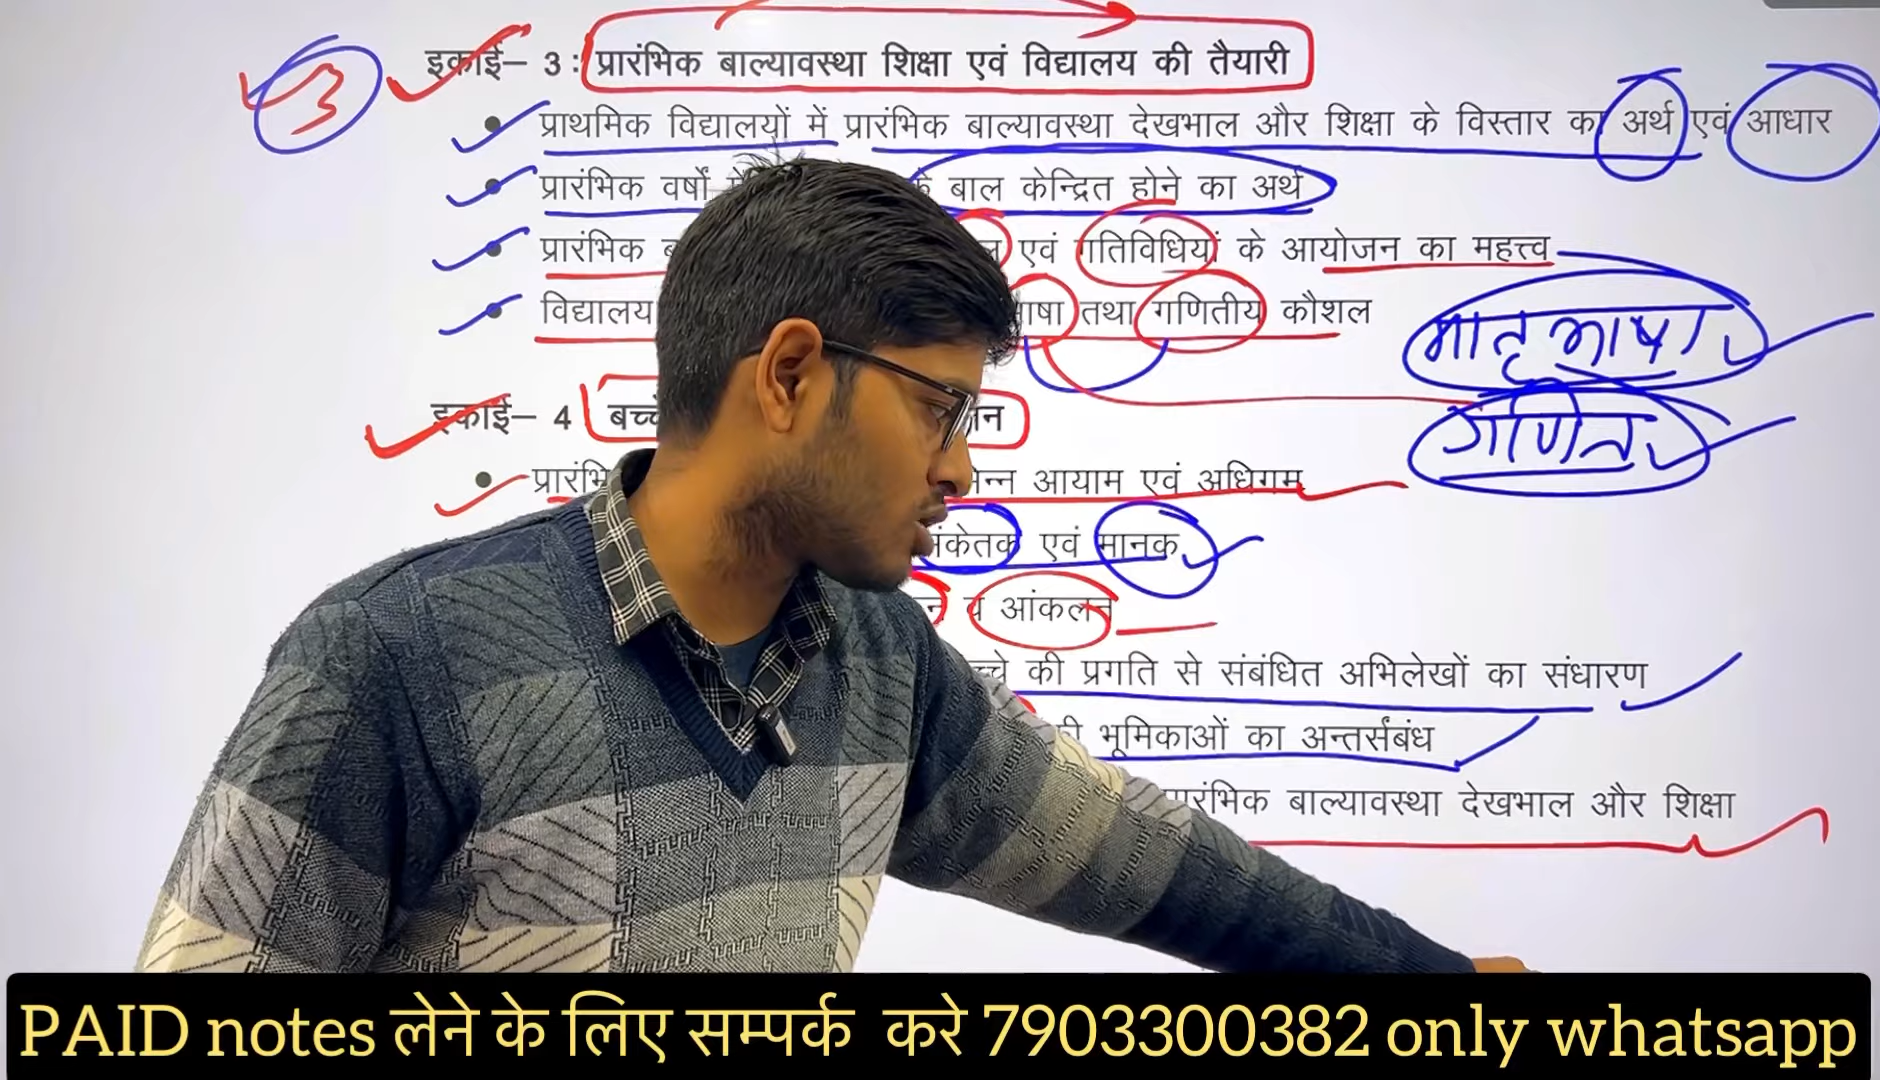 3
इकाई– 3: प्रारंभिक बाल्यावस्था शिक्षा एवं विद्यालय की तैयारी
• प्राथमिक विद्यालयों में प्रारंभिक बाल्यावस्था देखभाल और शिक्षा के विस्तार का अर्थ एवं आधार
• प्रारंभिक वर्षों में बाल केन्द्रित होने का अर्थ
• प्रारंभिक एवं गतिविधियों के आयोजन का महत्त्व
• विद्यालय तथा गणितीय कौशल
मातृभाषा
गणित
इकाई– 4
• आयाम एवं अधिगम
एवं मानक
व आंकलन
की प्रगति से संबंधित अभिलेखों का संधारण
भूमिकाओं का अन्तर्संबंध
बाल्यावस्था देखभाल और शिक्षा
PAID notes लेने के लिए सम्पर्क करे 7903300382 only whatsapp